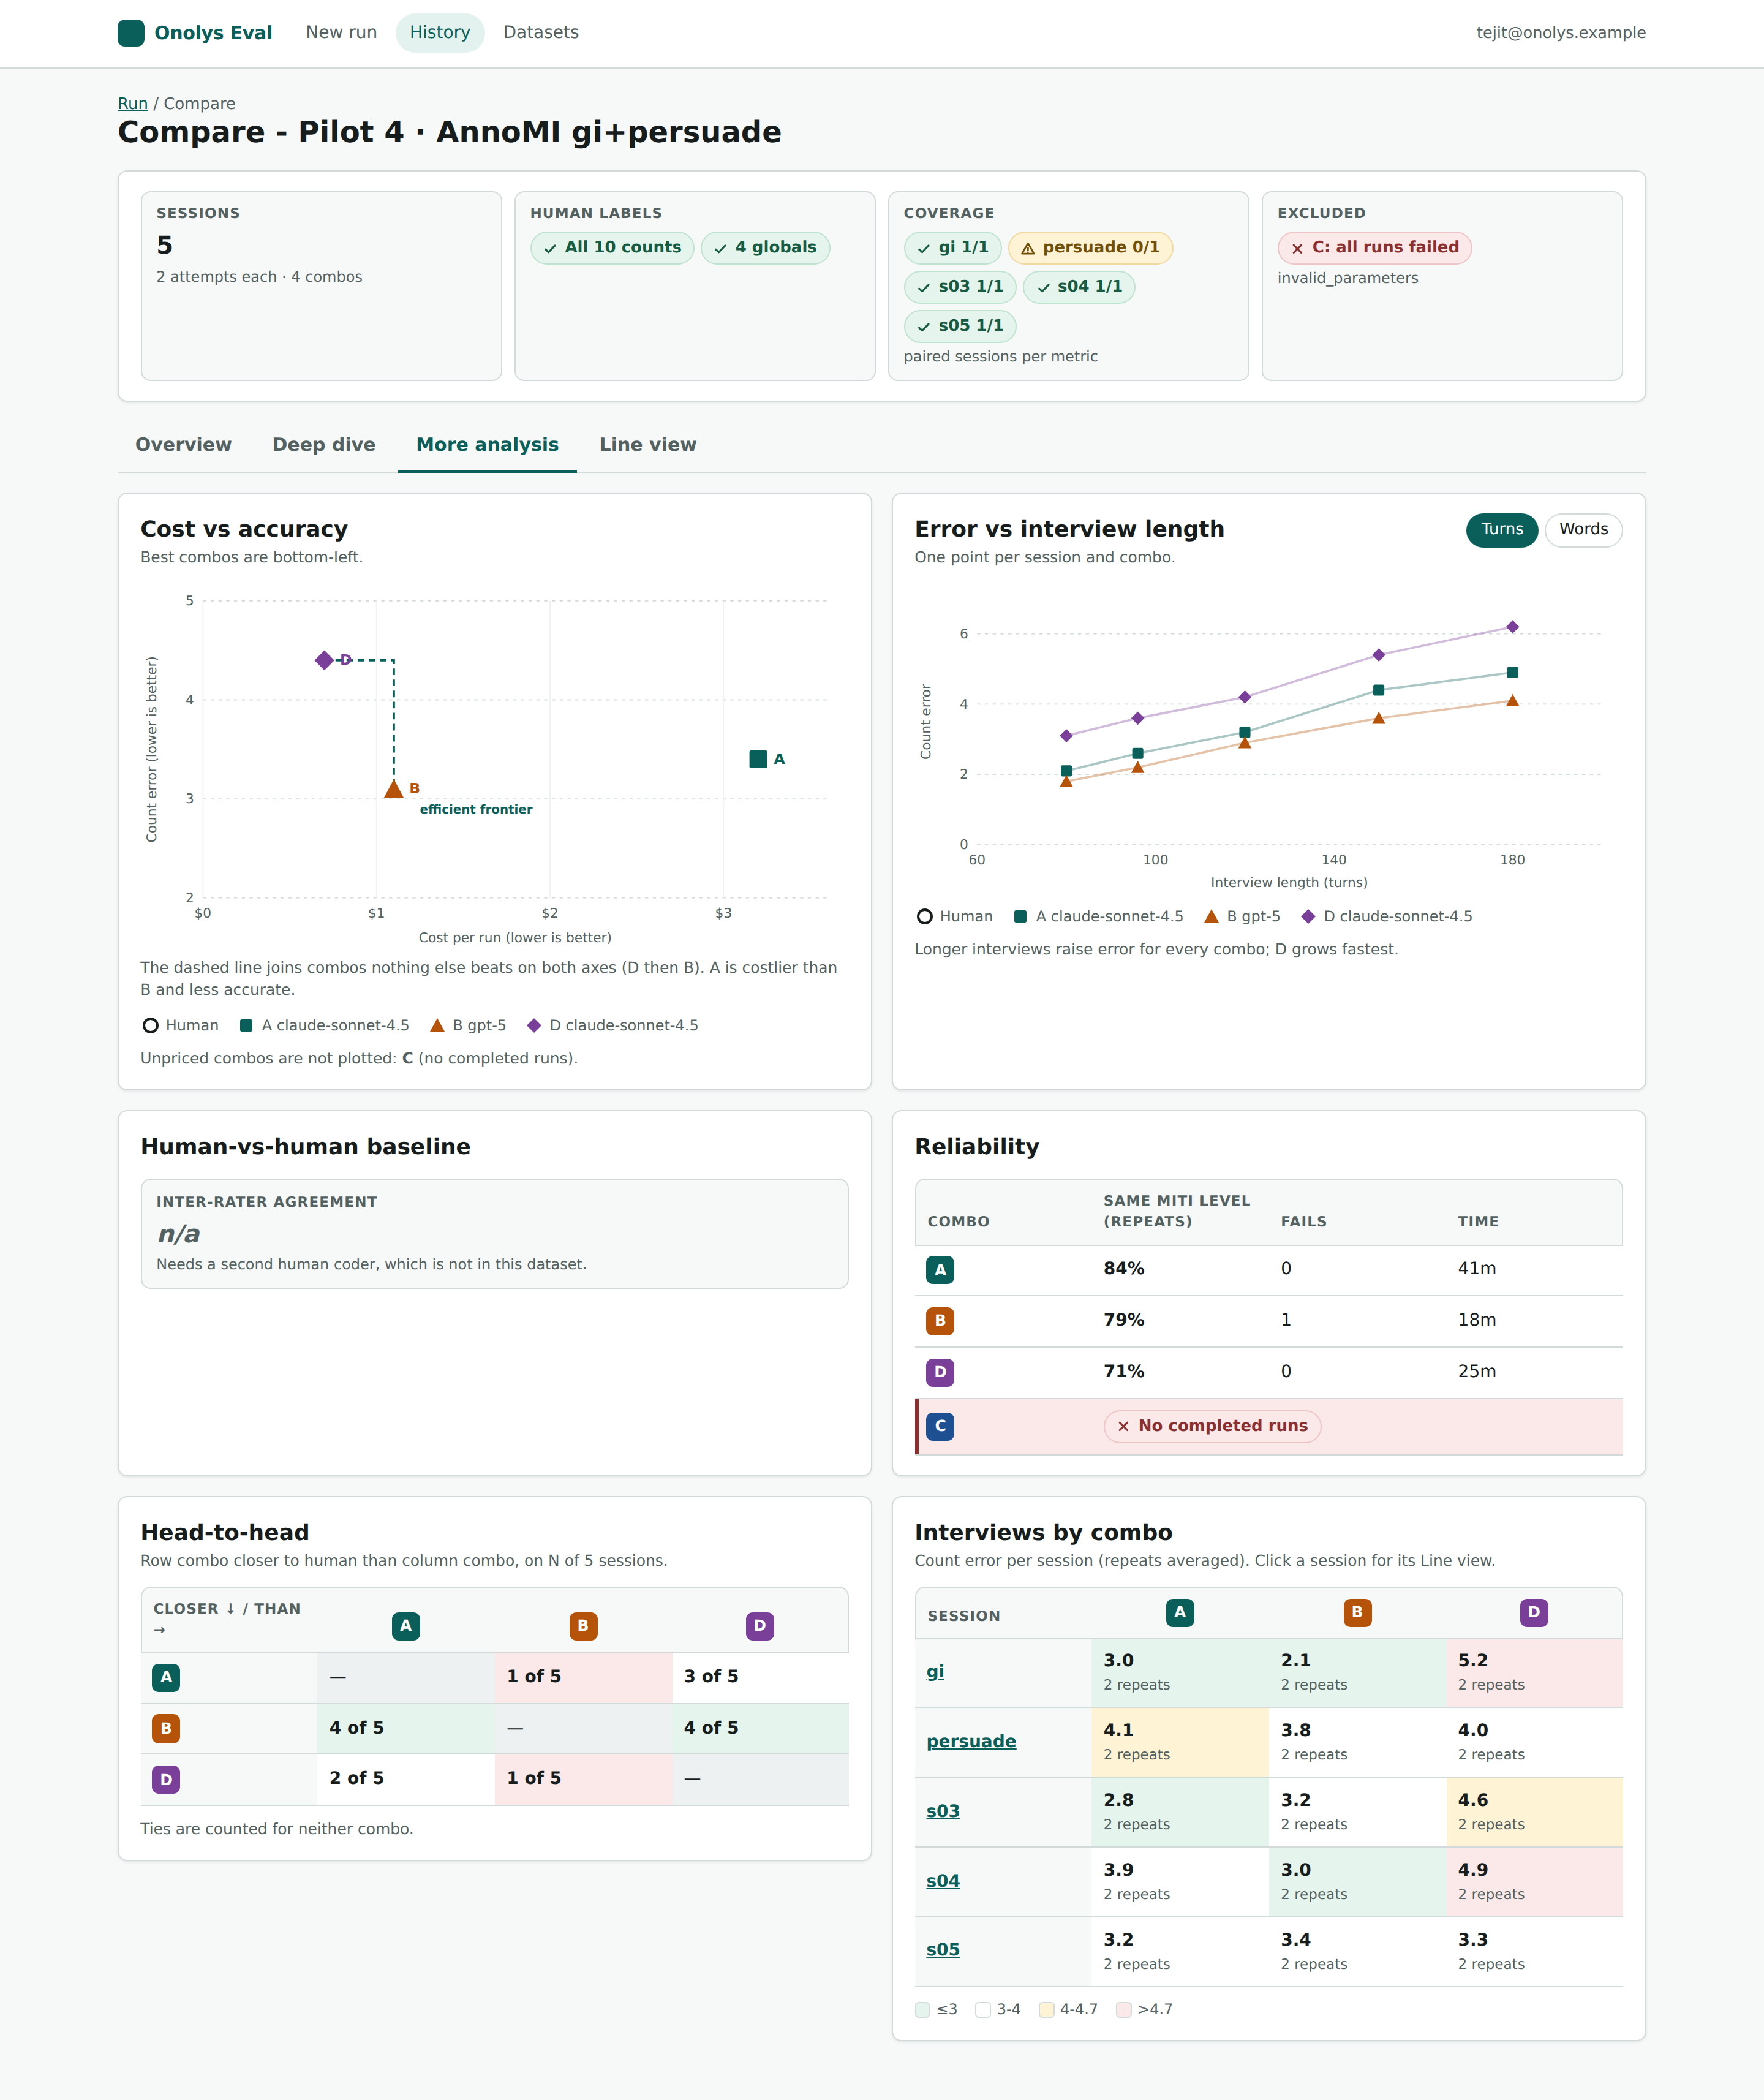 Onolys Eval New run History Datasets tejit@onolys.example
Run / Compare
Compare - Pilot 4 · AnnoMI gi+persuade
SESSIONS
5
2 attempts each · 4 combos
HUMAN LABELS
All 10 counts 4 globals
COVERAGE
gi 1/1 persuade 0/1
s03 1/1 s04 1/1
s05 1/1
paired sessions per metric
EXCLUDED
C: all runs failed
invalid_parameters
Overview Deep dive More analysis Line view
Cost vs accuracy
Best combos are bottom-left.
Count error (lower is better)
5
4
3
2
D
B
A
efficient frontier
$0 $1 $2 $3
Cost per run (lower is better)
The dashed line joins combos nothing else beats on both axes (D then B). A is costlier than
B and less accurate.
Human A claude-sonnet-4.5 B gpt-5 D claude-sonnet-4.5
Unpriced combos are not plotted: C (no completed runs).
Error vs interview length
Turns Words
One point per session and combo.
Count error
6
4
2
0
60 100 140 180
Interview length (turns)
Human A claude-sonnet-4.5 B gpt-5 D claude-sonnet-4.5
Longer interviews raise error for every combo; D grows fastest.
Human-vs-human baseline
INTER-RATER AGREEMENT
n/a
Needs a second human coder, which is not in this dataset.
Reliability
COMBO SAME MITI LEVEL (REPEATS) FAILS TIME
A 84% 0 41m
B 79% 1 18m
D 71% 0 25m
C No completed runs
Head-to-head
Row combo closer to human than column combo, on N of 5 sessions.
CLOSER ↓ / THAN → A B D
A — 1 of 5 3 of 5
B 4 of 5 — 4 of 5
D 2 of 5 1 of 5 —
Ties are counted for neither combo.
Interviews by combo
Count error per session (repeats averaged). Click a session for its Line view.
SESSION A B D
gi 3.0 2.1 5.2
2 repeats 2 repeats 2 repeats
persuade 4.1 3.8 4.0
2 repeats 2 repeats 2 repeats
s03 2.8 3.2 4.6
2 repeats 2 repeats 2 repeats
s04 3.9 3.0 4.9
2 repeats 2 repeats 2 repeats
s05 3.2 3.4 3.3
2 repeats 2 repeats 2 repeats
≤3 3-4 4-4.7 >4.7